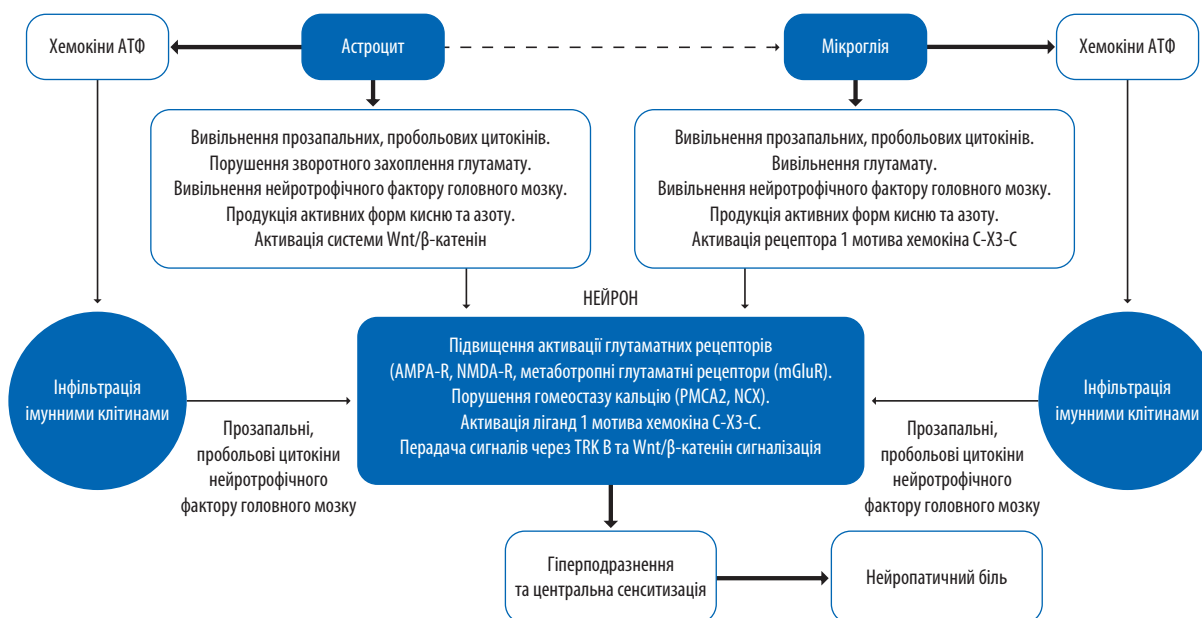 Хемокіни АТФ
Астроцит
Мікроглія
Хемокіни АТФ
Вивільнення прозапальних, пробольових цитокінів.
Порушення зворотного захоплення глутамату.
Вивільнення нейротрофічного фактору головного мозку.
Продукція активних форм кисню та азоту.
Активація системи Wnt/β-катенін
Вивільнення прозапальних, пробольових цитокінів.
Вивільнення глутамату.
Вивільнення нейротрофічного фактору головного мозку.
Продукція активних форм кисню та азоту.
Активація рецептора 1 мотива хемокіна С-Х3-С
НЕЙРОН
Інфільтрація
імунними клітинами
Підвищення активації глутаматних рецепторів
(AMPA-R, NMDA-R, метаботропні глутаматні рецептори (mGluR).
Порушення гомеостазу кальцію (PMCA2, NCX).
Активація ліганд 1 мотива хемокіна С-Х3-С.
Передача сигналів через TRK B та Wnt/β-катенін сигналізація
Інфільтрація
імунними клітинами
Прозапальні,
пробольові цитокіни
нейротрофічного
фактору головного мозку
Прозапальні,
пробольові цитокіни
нейротрофічного
фактору головного мозку
Гіперподразнення
та центральна сенситизація
Нейропатичний біль